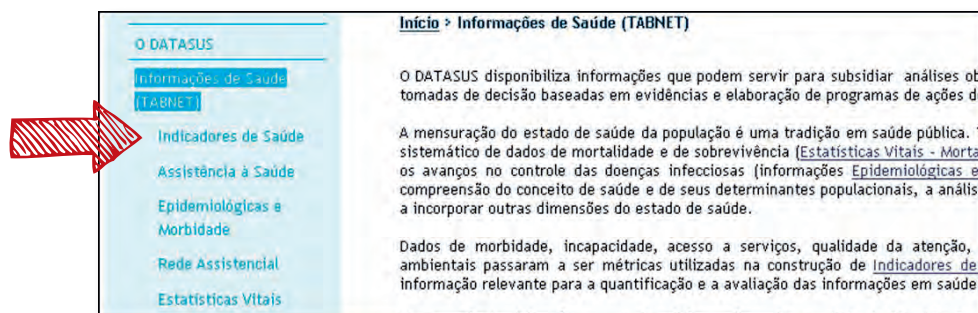 O DATASUS
Informações de Saúde
(TABNET)
Indicadores de Saúde
Assistência à Saúde
Epidemiológicas e
Morbidade
Rede Assistencial
Estatísticas Vitais
Início > Informações de Saúde (TABNET)
O DATASUS disponibiliza informações que podem servir para subsidiar análises
tomadas de decisão baseadas em evidências e elaboração de programas de ações
A mensuração do estado de saúde da população é uma tradição em saúde pública.
sistemático de dados de mortalidade e de sobrevivência (Estatísticas Vitais -
os avanços no controle das doenças infecciosas (informações Epidemiológicas e
compreensão do conceito de saúde e de seus determinantes populacionais, a
a incorporar outras dimensões do estado de saúde.
Dados de morbidade, incapacidade, acesso a serviços, qualidade da atenção,
ambientais passaram a ser métricas utilizadas na construção de Indicadores de
informação relevante para a quantificação e a avaliação das informações em saúde